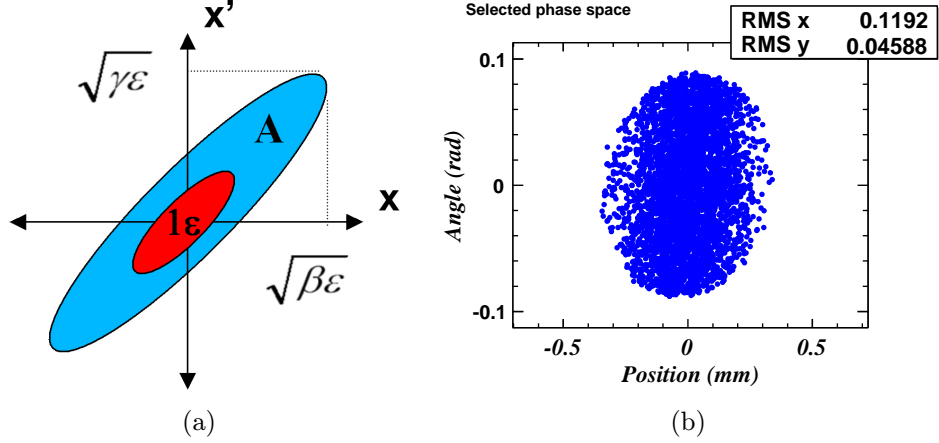 x'
√γε
A
x
1ε
√βε
(a)
Selected phase space
RMS x 0.1192
RMS y 0.04588
0.1
0
-0.1
Angle (rad)
-0.5 0 0.5
Position (mm)
(b)